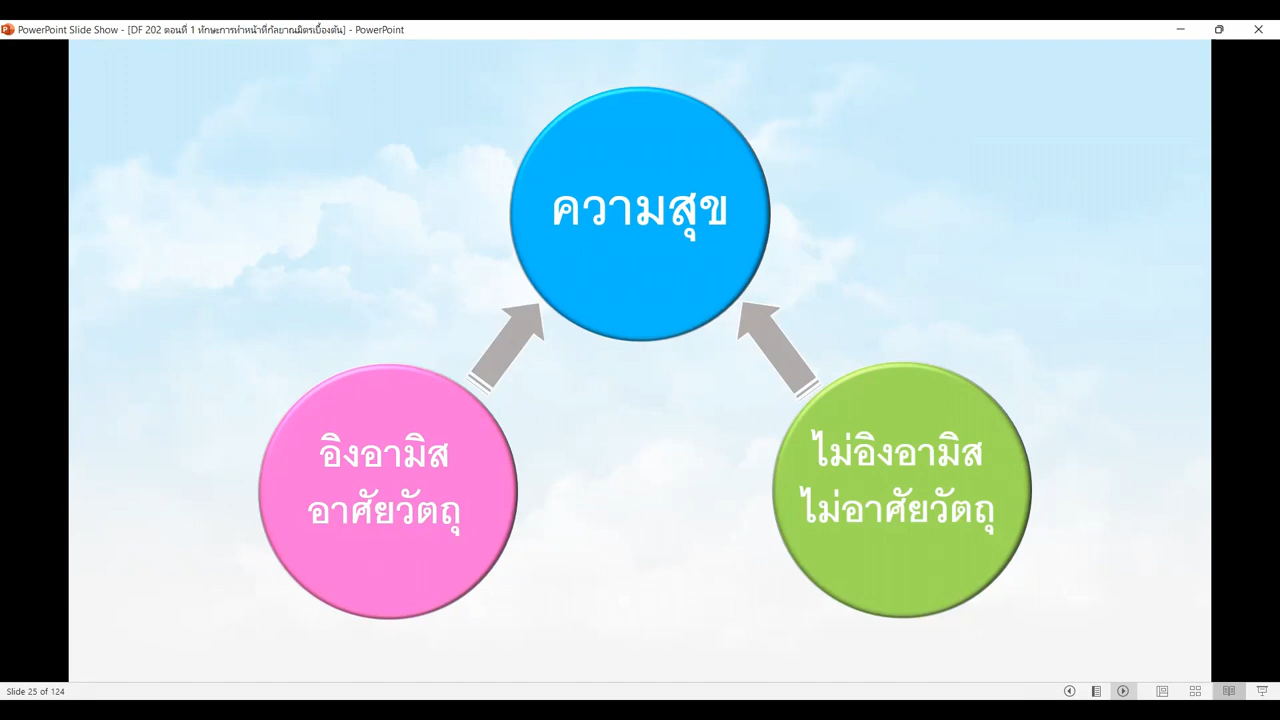 PowerPoint Slide Show - [DF 202 ตอนที่ 1 ทักษะการทำหน้าที่กัลยาณมิตรเบื้องต้น] - PowerPoint
ความสุข
อิงอามิส
อาศัยวัตถุ
ไม่อิงอามิส
ไม่อาศัยวัตถุ
Slide 25 of 124